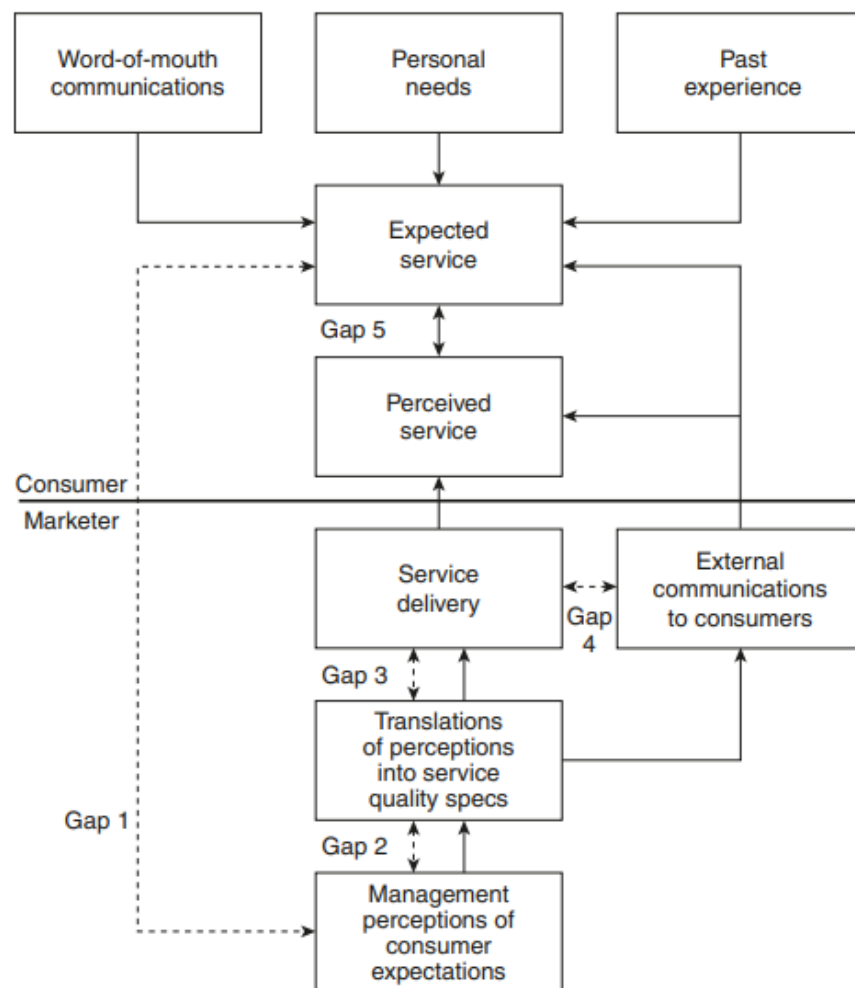 Word-of-mouth
communications
Personal
needs
Past
experience
Expected
service
Gap 5
Perceived
service
Consumer
Marketer
Service
delivery
External
communications
to consumers
Gap
4
Gap 3
Translations
of perceptions
into service
quality specs
Gap 1
Gap 2
Management
perceptions of
consumer
expectations